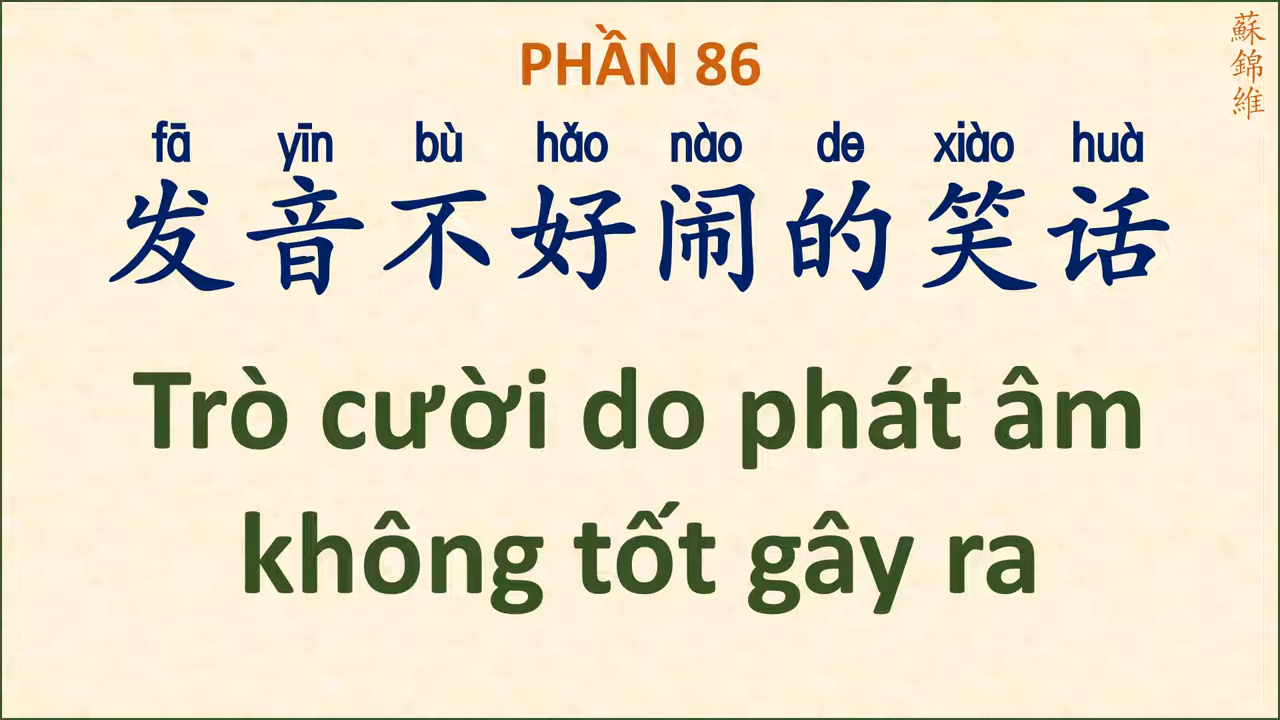 PHẦN 86
fā yīn bù hǎo nào de xiào huà
发音不好闹的笑话
Trò cười do phát âm
không tốt gây ra
蘇錦維